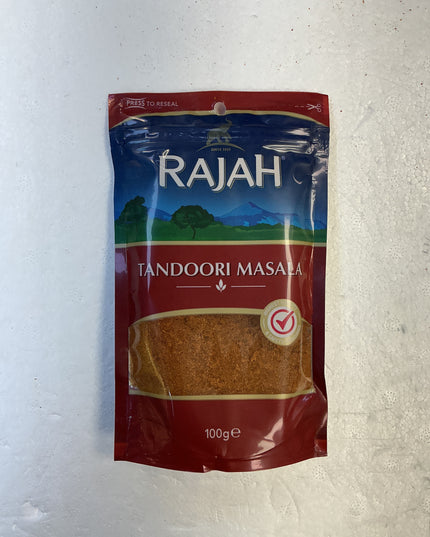 PRESS TO RESEAL
SINCE 1931
RAJAH
TANDOORI MASALA
100g℮